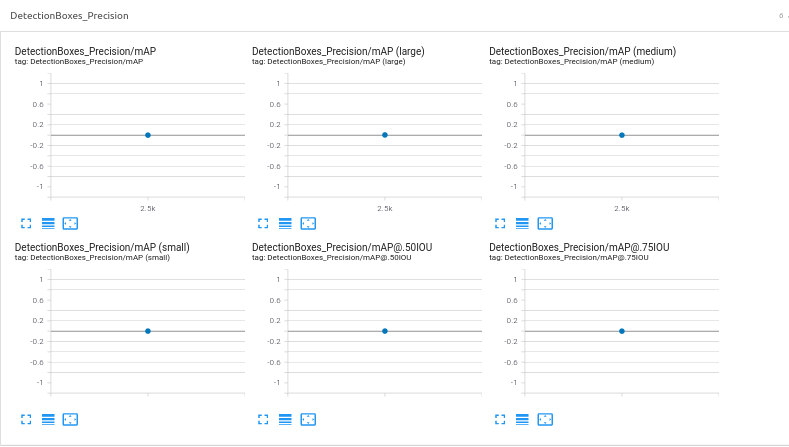 DetectionBoxes_Precision
DetectionBoxes_Precision/mAP
tag: DetectionBoxes_Precision/mAP
1
0.6
0.2
-0.2
-0.6
-1
2.5k
DetectionBoxes_Precision/mAP (large)
tag: DetectionBoxes_Precision/mAP (large)
1
0.6
0.2
-0.2
-0.6
-1
2.5k
DetectionBoxes_Precision/mAP (medium)
tag: DetectionBoxes_Precision/mAP (medium)
1
0.6
0.2
-0.2
-0.6
-1
2.5k
DetectionBoxes_Precision/mAP (small)
tag: DetectionBoxes_Precision/mAP (small)
1
0.6
0.2
-0.2
-0.6
-1
DetectionBoxes_Precision/mAP@.50IOU
tag: DetectionBoxes_Precision/mAP@.50IOU
1
0.6
0.2
-0.2
-0.6
-1
DetectionBoxes_Precision/mAP@.75IOU
tag: DetectionBoxes_Precision/mAP@.75IOU
1
0.6
0.2
-0.2
-0.6
-1